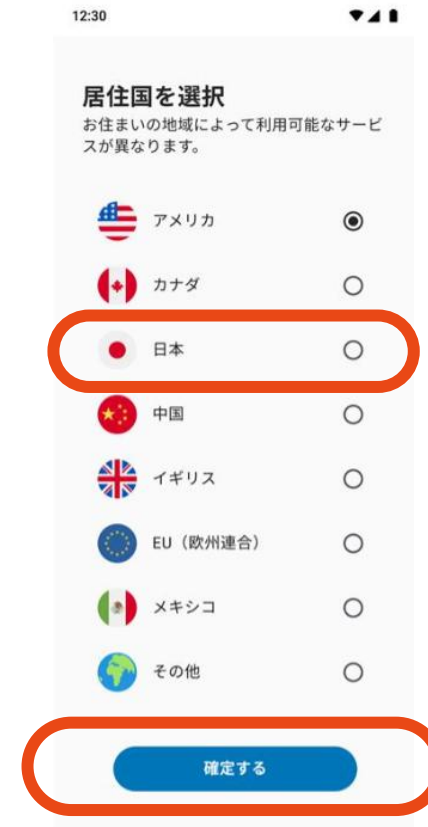 12:30
居住国を選択
お住まいの地域によって利用可能なサービ
スが異なります。
アメリカ
カナダ
日本
中国
イギリス
EU（欧州連合）
メキシコ
その他
確定する